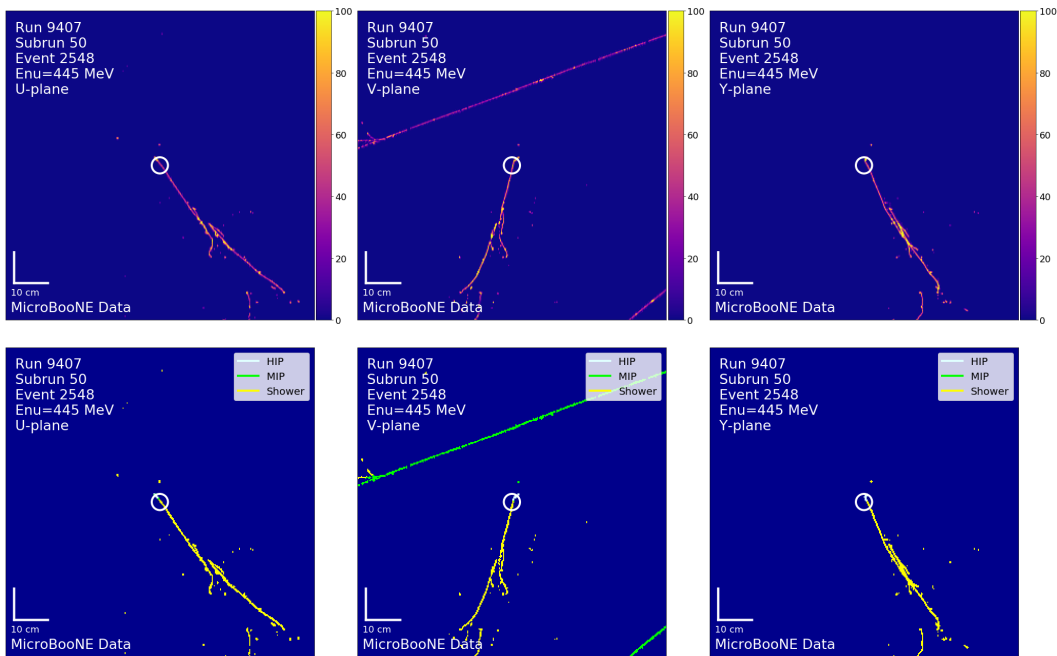 Run 9407
Subrun 50
Event 2548
Enu=445 MeV
U-plane
10 cm
MicroBooNE Data
100
80
60
40
20
0
Run 9407
Subrun 50
Event 2548
Enu=445 MeV
V-plane
10 cm
MicroBooNE Data
100
80
60
40
20
0
Run 9407
Subrun 50
Event 2548
Enu=445 MeV
Y-plane
10 cm
MicroBooNE Data
100
80
60
40
20
0
Run 9407
Subrun 50
Event 2548
Enu=445 MeV
U-plane
HIP
MIP
Shower
10 cm
MicroBooNE Data
Run 9407
Subrun 50
Event 2548
Enu=445 MeV
V-plane
HIP
MIP
Shower
10 cm
MicroBooNE Data
Run 9407
Subrun 50
Event 2548
Enu=445 MeV
Y-plane
HIP
MIP
Shower
10 cm
MicroBooNE Data